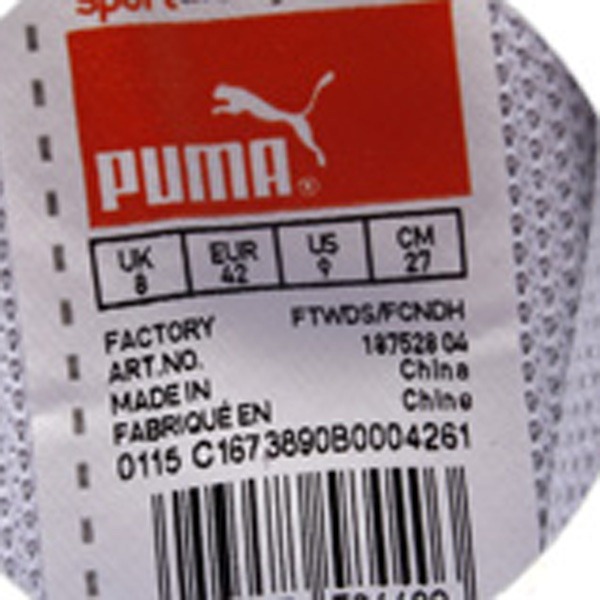 Sport
PUMA®
UK EUR US CM
8 42 9 27
FACTORY FTWDS/FCNDH
ART.NO. 187528 04
MADE IN China
FABRIQUÉ EN Chine
0115 C1673890B0004261